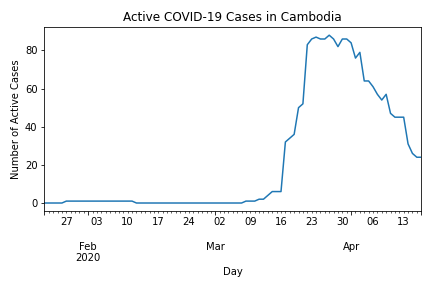 Active COVID-19 Cases in Cambodia
Number of Active Cases
80
60
40
20
0
27 03 10 17 24 02 09 16 23 30 06 13
Feb Mar Apr
2020
Day